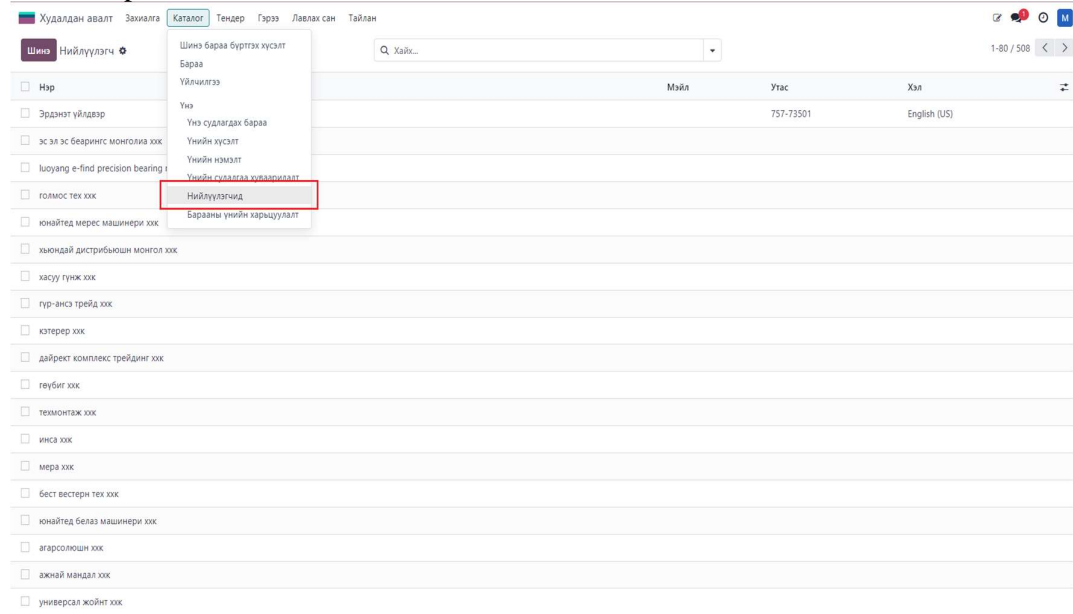 Худалдан авалт Захиалга Каталог Тендер Гэрээ Лавлах сан Тайлан 1 M
Шинэ Нийлүүлэгч Хайх... 1-80 / 508
Шинэ бараа бүртгэх хүсэлт
Бараа
Үйлчилгээ
Үнэ
Үнэ судлагдах бараа
Үнийн хүсэлт
Үнийн нэмэлт
Үнийн судалгаа хуваарилалт
Нийлүүлэгчид
Барааны үнийн харьцуулалт
Нэр Мэйл Утас Хэл
Эрдэнэт үйлдвэр 757-73501 English (US)
эс эл эс беарингс монголиа ххк
luoyang e-find precision bearing
голмос тех ххк
юнайтед мерес машинери ххк
хьюндай дистрибьюшн монгол ххк
хасуу гүнж ххк
гүр-ансэ трейд ххк
кэтерер ххк
дайрект комплекс трейдинг ххк
гөүбиг ххк
техмонтаж ххк
инса ххк
мера ххк
бест вестерн тех ххк
юнайтед белаз машинери ххк
агарсолюшн ххк
ажнай мандал ххк
универсал жойнт ххк